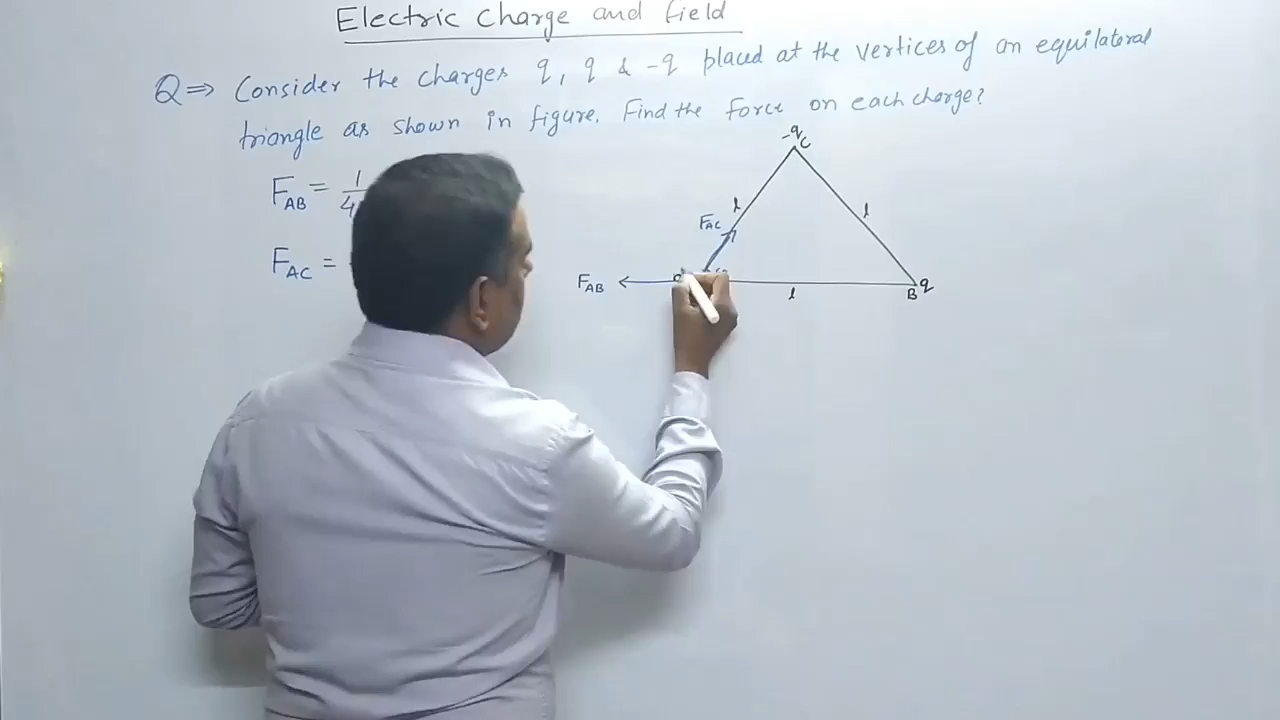 Electric Charge and field
Q ⇒ Consider the charges q, q & -q placed at the vertices of an equilateral
triangle as shown in figure. Find the force on each charge?
-q
C
F_AB = 1
4
l
l
F_AC
F_AC =
F_AB
l
B q